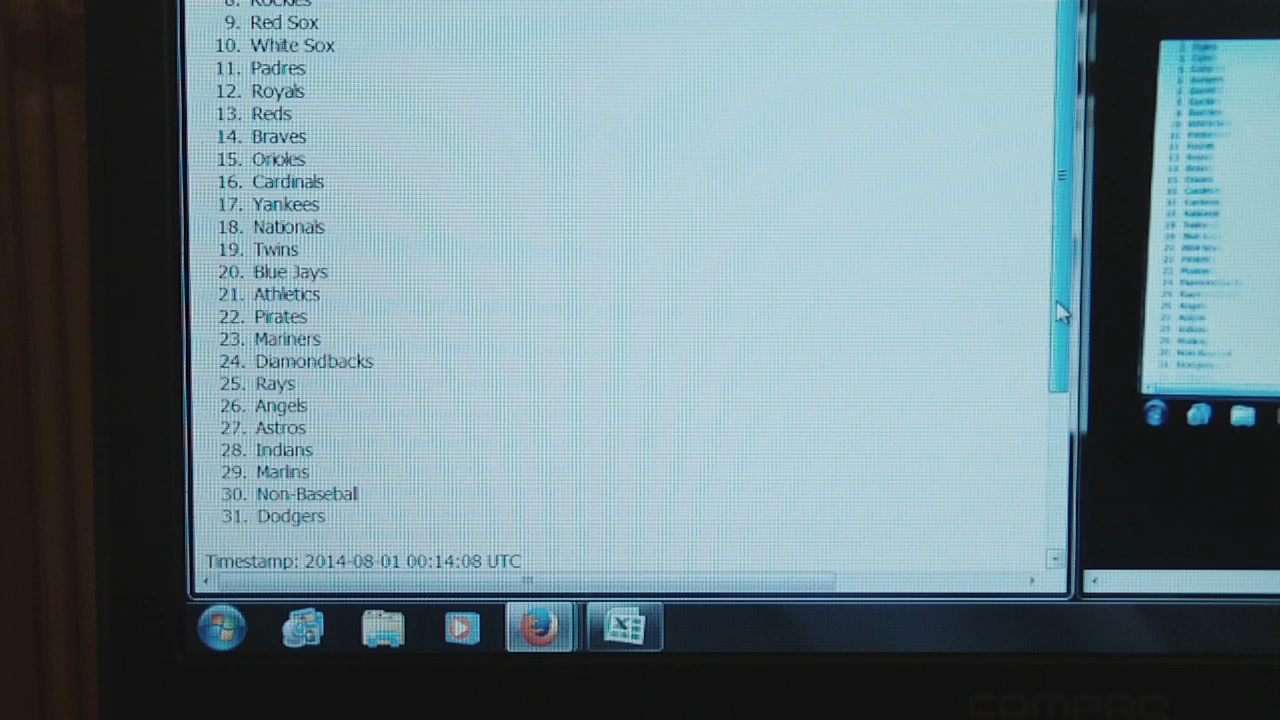 8. Rockies
9. Red Sox
10. White Sox
11. Padres
12. Royals
13. Reds
14. Braves
15. Orioles
16. Cardinals
17. Yankees
18. Nationals
19. Twins
20. Blue Jays
21. Athletics
22. Pirates
23. Mariners
24. Diamondbacks
25. Rays
26. Angels
27. Astros
28. Indians
29. Marlins
30. Non-Baseball
31. Dodgers
Timestamp: 2014-08-01 00:14:08 UTC
COMPAQ